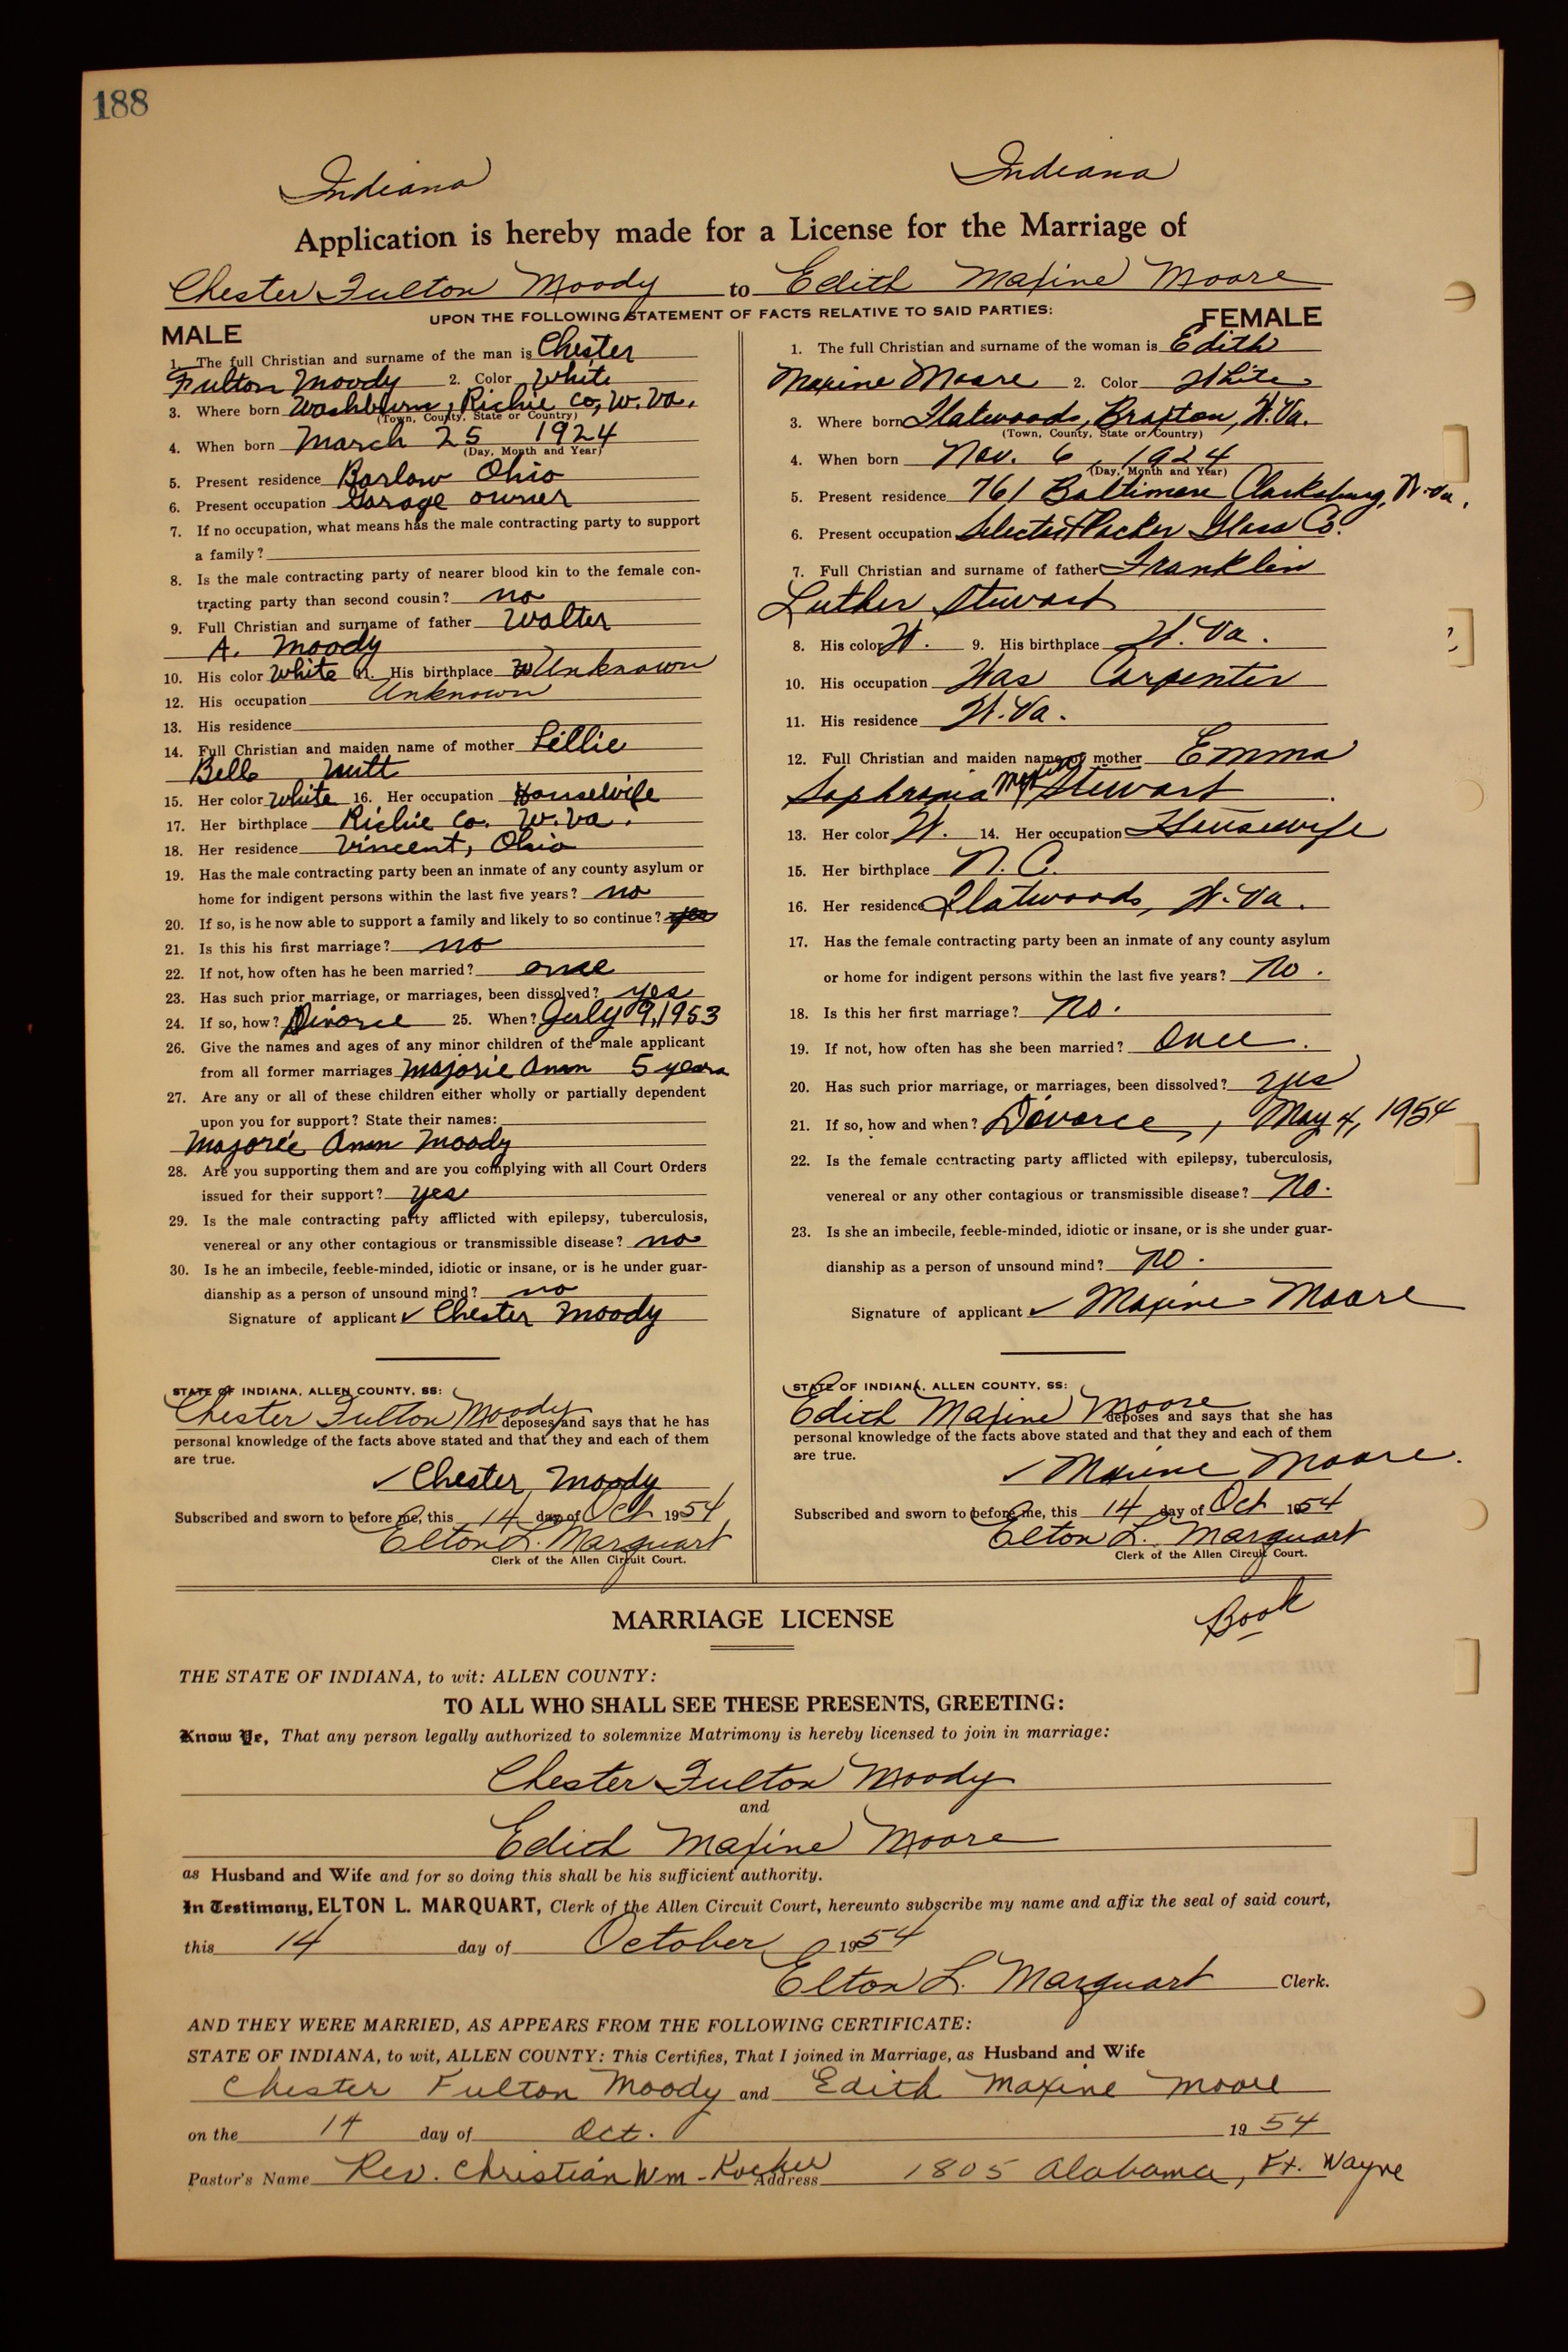 188
Indiana Indiana
Application is hereby made for a License for the Marriage of
Chester Fulton Moody to Edith Maxine Moore
UPON THE FOLLOWING STATEMENT OF FACTS RELATIVE TO SAID PARTIES:
MALE
1. The full Christian and surname of the man is Chester
Fulton Moody 2. Color White
3. Where born Washburn, Richie Co, W. Va.
(Town, County, State or Country)
4. When born March 25 1924
(Day, Month and Year)
5. Present residence Barlow Ohio
6. Present occupation Garage owner
7. If no occupation, what means has the male contracting party to support
a family?
8. Is the male contracting party of nearer blood kin to the female con-
tracting party than second cousin? no
9. Full Christian and surname of father Walter
A. Moody
10. His color White 11. His birthplace Unknown
12. His occupation Unknown
13. His residence
14. Full Christian and maiden name of mother Lillie
Bell Nutt
15. Her color White 16. Her occupation Housewife
17. Her birthplace Richie Co. W. Va.
18. Her residence Vincent, Ohio
19. Has the male contracting party been an inmate of any county asylum or
home for indigent persons within the last five years? no
20. If so, is he now able to support a family and likely to so continue? yes
21. Is this his first marriage? no
22. If not, how often has he been married? once
23. Has such prior marriage, or marriages, been dissolved? yes
24. If so, how? Divorce 25. When? July 9, 1953
26. Give the names and ages of any minor children of the male applicant
from all former marriages Majorie Ann 5 years
27. Are any or all of these children either wholly or partially dependent
upon you for support? State their names:
Majorie Ann Moody
28. Are you supporting them and are you complying with all Court Orders
issued for their support? yes
29. Is the male contracting party afflicted with epilepsy, tuberculosis,
venereal or any other contagious or transmissible disease? no
30. Is he an imbecile, feeble-minded, idiotic or insane, or is he under guar-
dianship as a person of unsound mind? no
Signature of applicant ✓ Chester Moody
STATE OF INDIANA, ALLEN COUNTY, SS:
Chester Fulton Moody deposes and says that he has
personal knowledge of the facts above stated and that they and each of them
are true.
✓ Chester Moody
Subscribed and sworn to before me, this 14 day of Oct 1954
Elton L. Marquart
Clerk of the Allen Circuit Court.
FEMALE
1. The full Christian and surname of the woman is Edith
Maxine Moore 2. Color White
3. Where born Flatwoods, Braxton, W. Va.
(Town, County, State or Country)
4. When born Nov. 6, 1924
(Day, Month and Year)
5. Present residence 761 Baltimore Clarksburg, W. Va.
6. Present occupation Selector Packer Glass Co.
7. Full Christian and surname of father Franklin
Luther Stewart
8. His color W. 9. His birthplace W. Va.
10. His occupation Was Carpenter
11. His residence W. Va.
12. Full Christian and maiden name of mother Emma
Sophronia Stewart
13. Her color W. 14. Her occupation Housewife
15. Her birthplace N. C.
16. Her residence Flatwoods, W. Va.
17. Has the female contracting party been an inmate of any county asylum
or home for indigent persons within the last five years? No.
18. Is this her first marriage? No.
19. If not, how often has she been married? Once.
20. Has such prior marriage, or marriages, been dissolved? yes
21. If so, how and when? Divorce, May 4, 1954
22. Is the female contracting party afflicted with epilepsy, tuberculosis,
venereal or any other contagious or transmissible disease? No.
23. Is she an imbecile, feeble-minded, idiotic or insane, or is she under guar-
dianship as a person of unsound mind? No.
Signature of applicant ✓ Maxine Moore
STATE OF INDIANA, ALLEN COUNTY, SS:
Edith Maxine Moore deposes and says that she has
personal knowledge of the facts above stated and that they and each of them
are true.
✓ Maxine Moore.
Subscribed and sworn to before me, this 14 day of Oct 1954
Elton L. Marquart
Clerk of the Allen Circuit Court.
MARRIAGE LICENSE
Book
THE STATE OF INDIANA, to wit: ALLEN COUNTY:
TO ALL WHO SHALL SEE THESE PRESENTS, GREETING:
Know Ye, That any person legally authorized to solemnize Matrimony is hereby licensed to join in marriage:
Chester Fulton Moody
and
Edith Maxine Moore
as Husband and Wife and for so doing this shall be his sufficient authority.
In Testimony, ELTON L. MARQUART, Clerk of the Allen Circuit Court, hereunto subscribe my name and affix the seal of said court,
this 14 day of October 1954
Elton L. Marquart Clerk.
AND THEY WERE MARRIED, AS APPEARS FROM THE FOLLOWING CERTIFICATE:
STATE OF INDIANA, to wit, ALLEN COUNTY: This Certifies, That I joined in Marriage, as Husband and Wife
Chester Fulton Moody and Edith Maxine Moore
on the 14 day of Oct. 1954
Pastor's Name Rev. Christian Wm. Address 1805 Alabama, Ft. Wayne